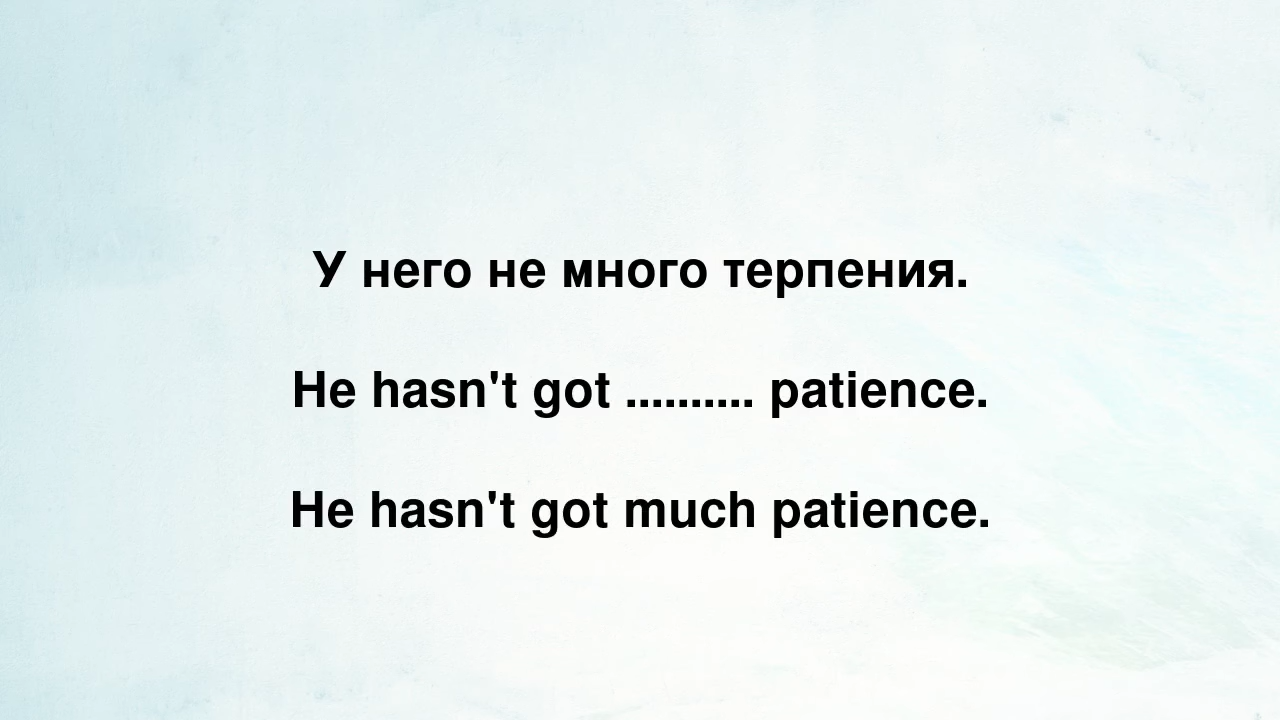 У него не много терпения.
He hasn't got .......... patience.
He hasn't got much patience.